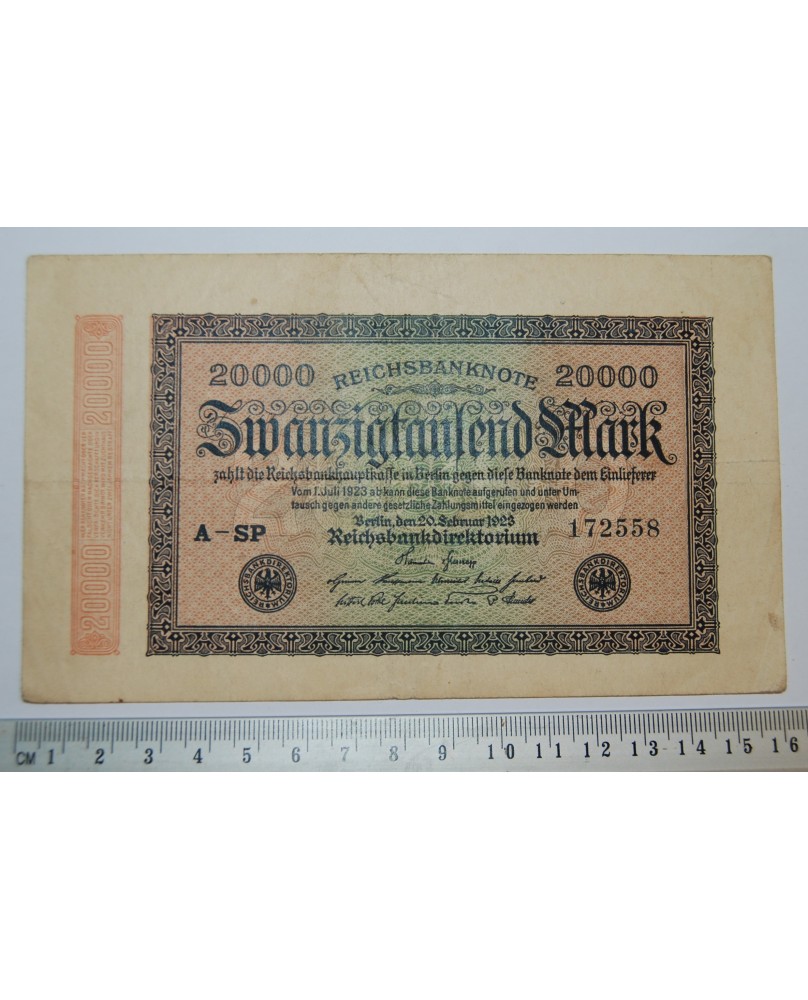 20000 REICHSBANKNOTE 20000
Zwanzigtausend Mark
zahlt die Reichsbankhauptkasse in Berlin gegen diese Banknote dem Einlieferer
Vom 1. Juli 1923 ab kann diese Banknote aufgerufen und unter Um-
tausch gegen andere gesetzliche Zahlungsmittel eingezogen werden
Berlin, den 20. Februar 1923
A-SP Reichsbankdirektorium 172558
REICHSBANKDIREKTORIUM
REICHSBANKDIREKTORIUM
20000
20000
CM 1 2 3 4 5 6 7 8 9 10 11 12 13 14 15 16